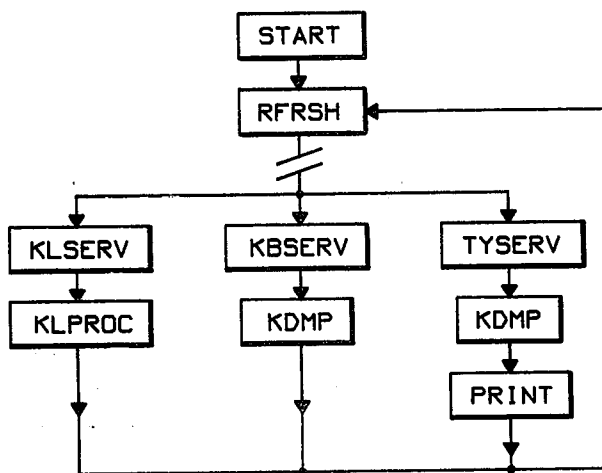 START
RFRSH
KLSERV
KBSERV
TYSERV
KLPROC
KDMP
KDMP
PRINT